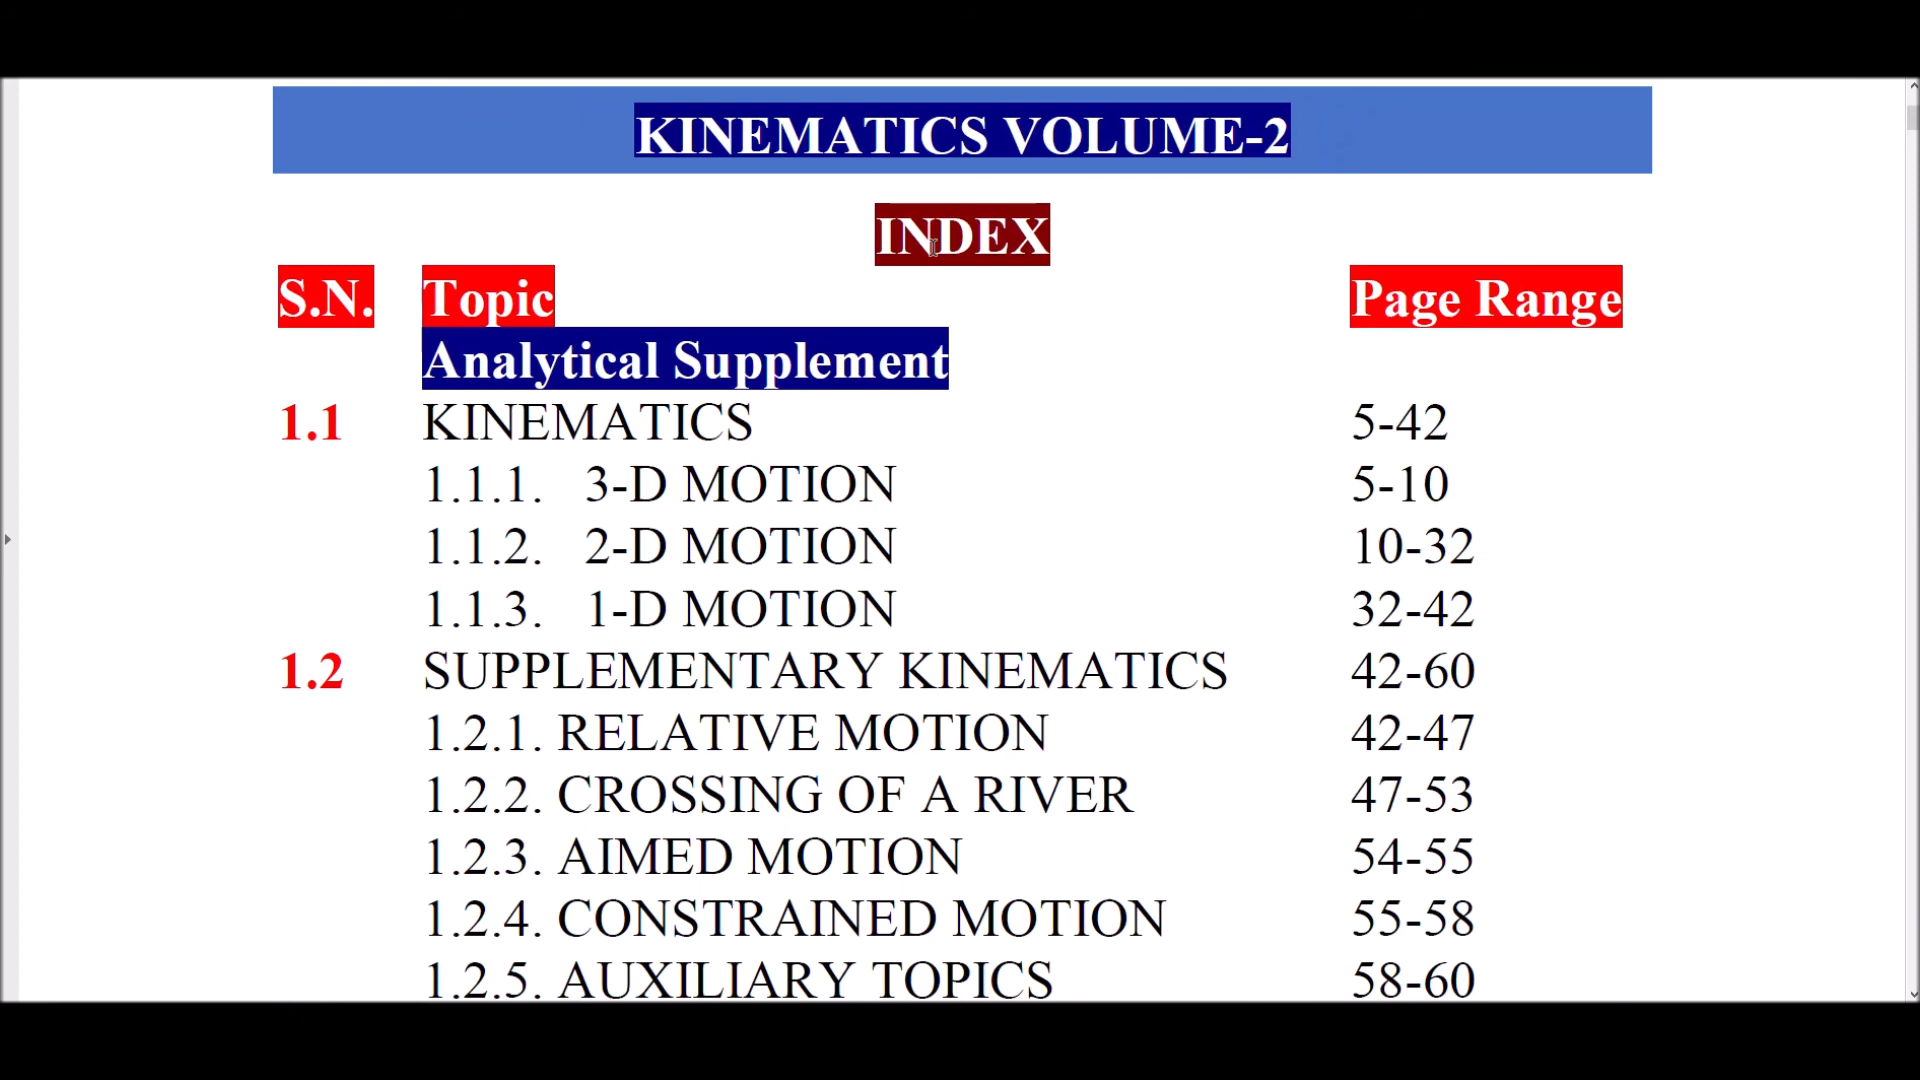 KINEMATICS VOLUME-2
INDEX
S.N. Topic Page Range
Analytical Supplement
1.1 KINEMATICS 5-42
1.1.1. 3-D MOTION 5-10
1.1.2. 2-D MOTION 10-32
1.1.3. 1-D MOTION 32-42
1.2 SUPPLEMENTARY KINEMATICS 42-60
1.2.1. RELATIVE MOTION 42-47
1.2.2. CROSSING OF A RIVER 47-53
1.2.3. AIMED MOTION 54-55
1.2.4. CONSTRAINED MOTION 55-58
1.2.5. AUXILIARY TOPICS 58-60